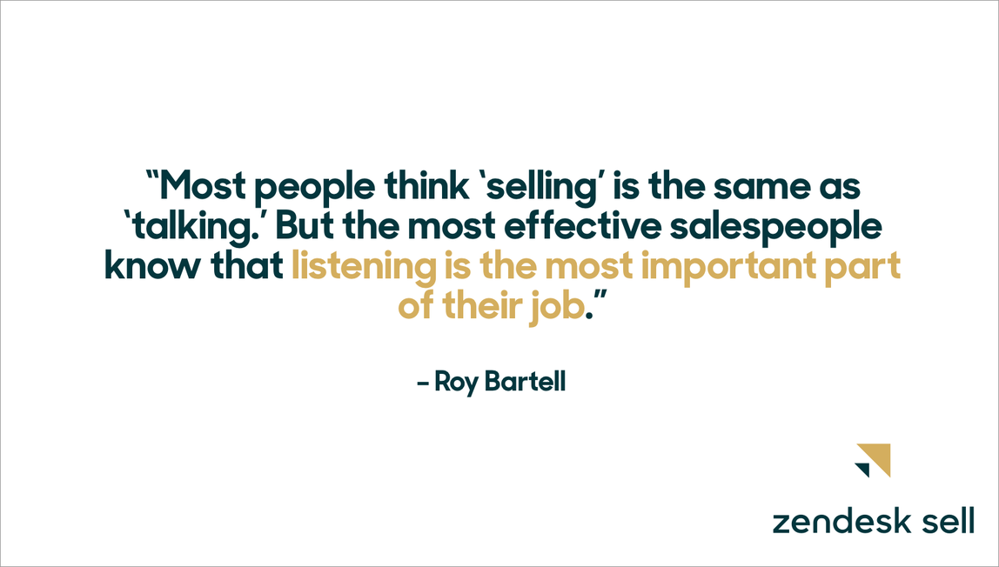 “Most people think ‘selling’ is the same as
‘talking.’ But the most effective salespeople
know that listening is the most important part
of their job.”
– Roy Bartell
zendesk sell